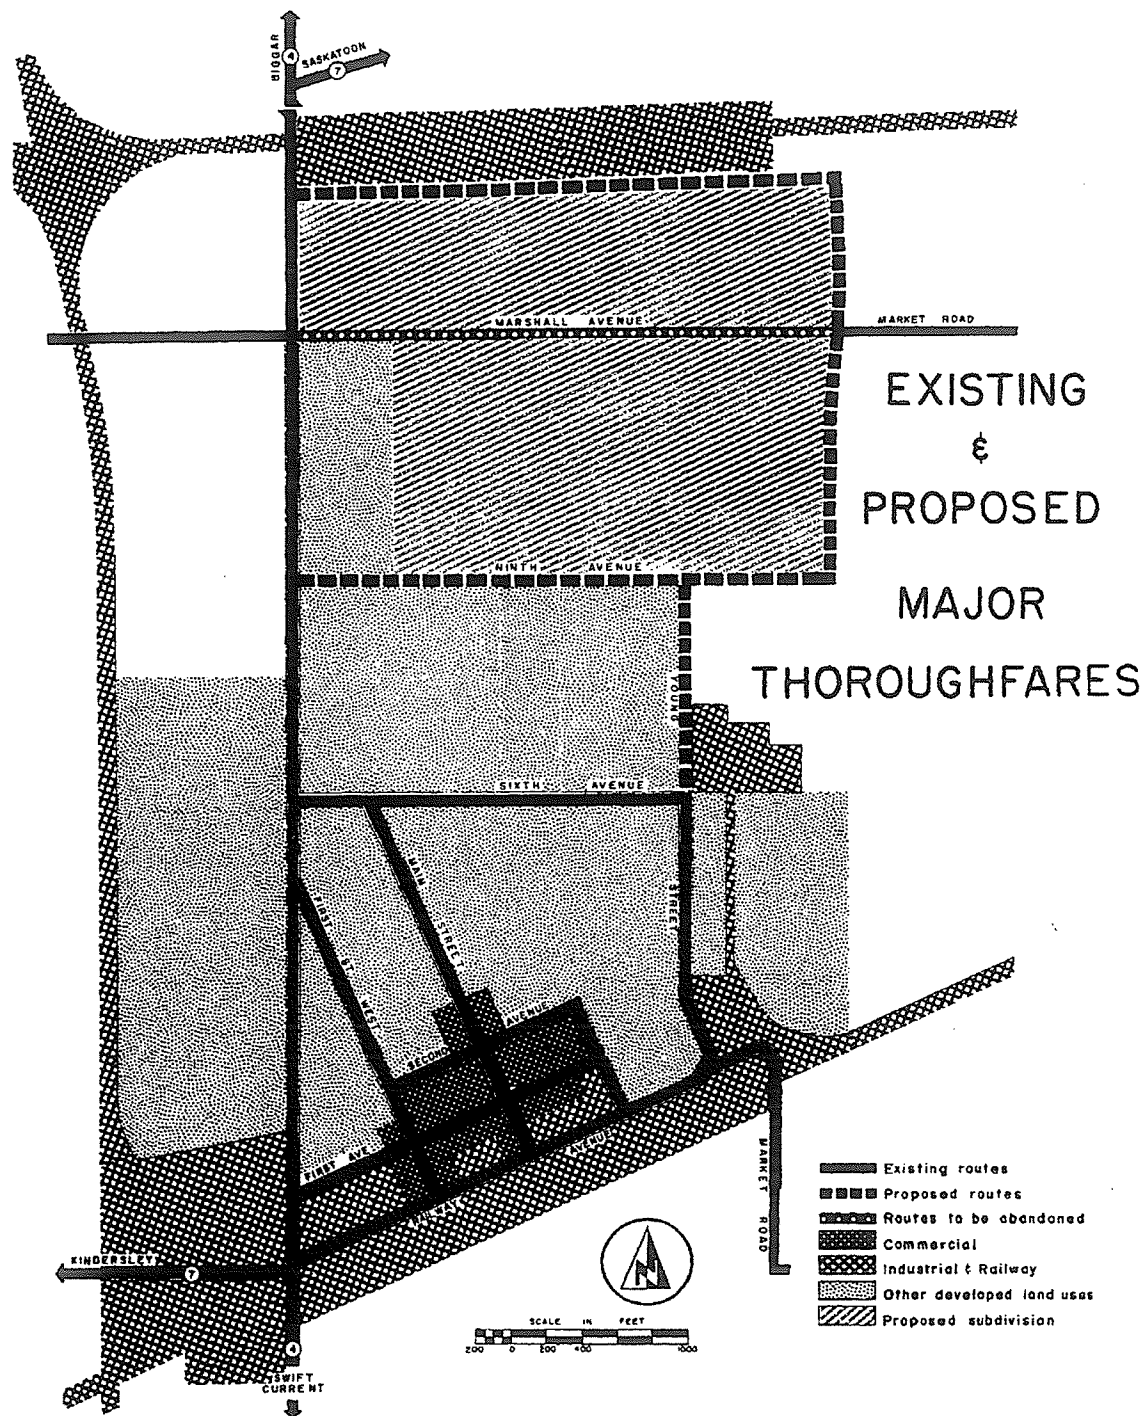 BIGGAR
4
SASKATOON
7
MARSHALL AVENUE
MARKET ROAD
EXISTING
&
PROPOSED
MAJOR
THOROUGHFARES
NINTH AVENUE
YOUNG
SIXTH AVENUE
MAIN STREET
STREET
FIRST ST. WEST
SECOND AVENUE
FIRST AVE.
RAILWAY AVENUE
MARKET ROAD
KINDERSLEY
7
4
SWIFT
CURRENT
N
SCALE IN FEET
200 0 200 400 1000
Existing routes
Proposed routes
Routes to be abandoned
Commercial
Industrial & Railway
Other developed land uses
Proposed subdivision